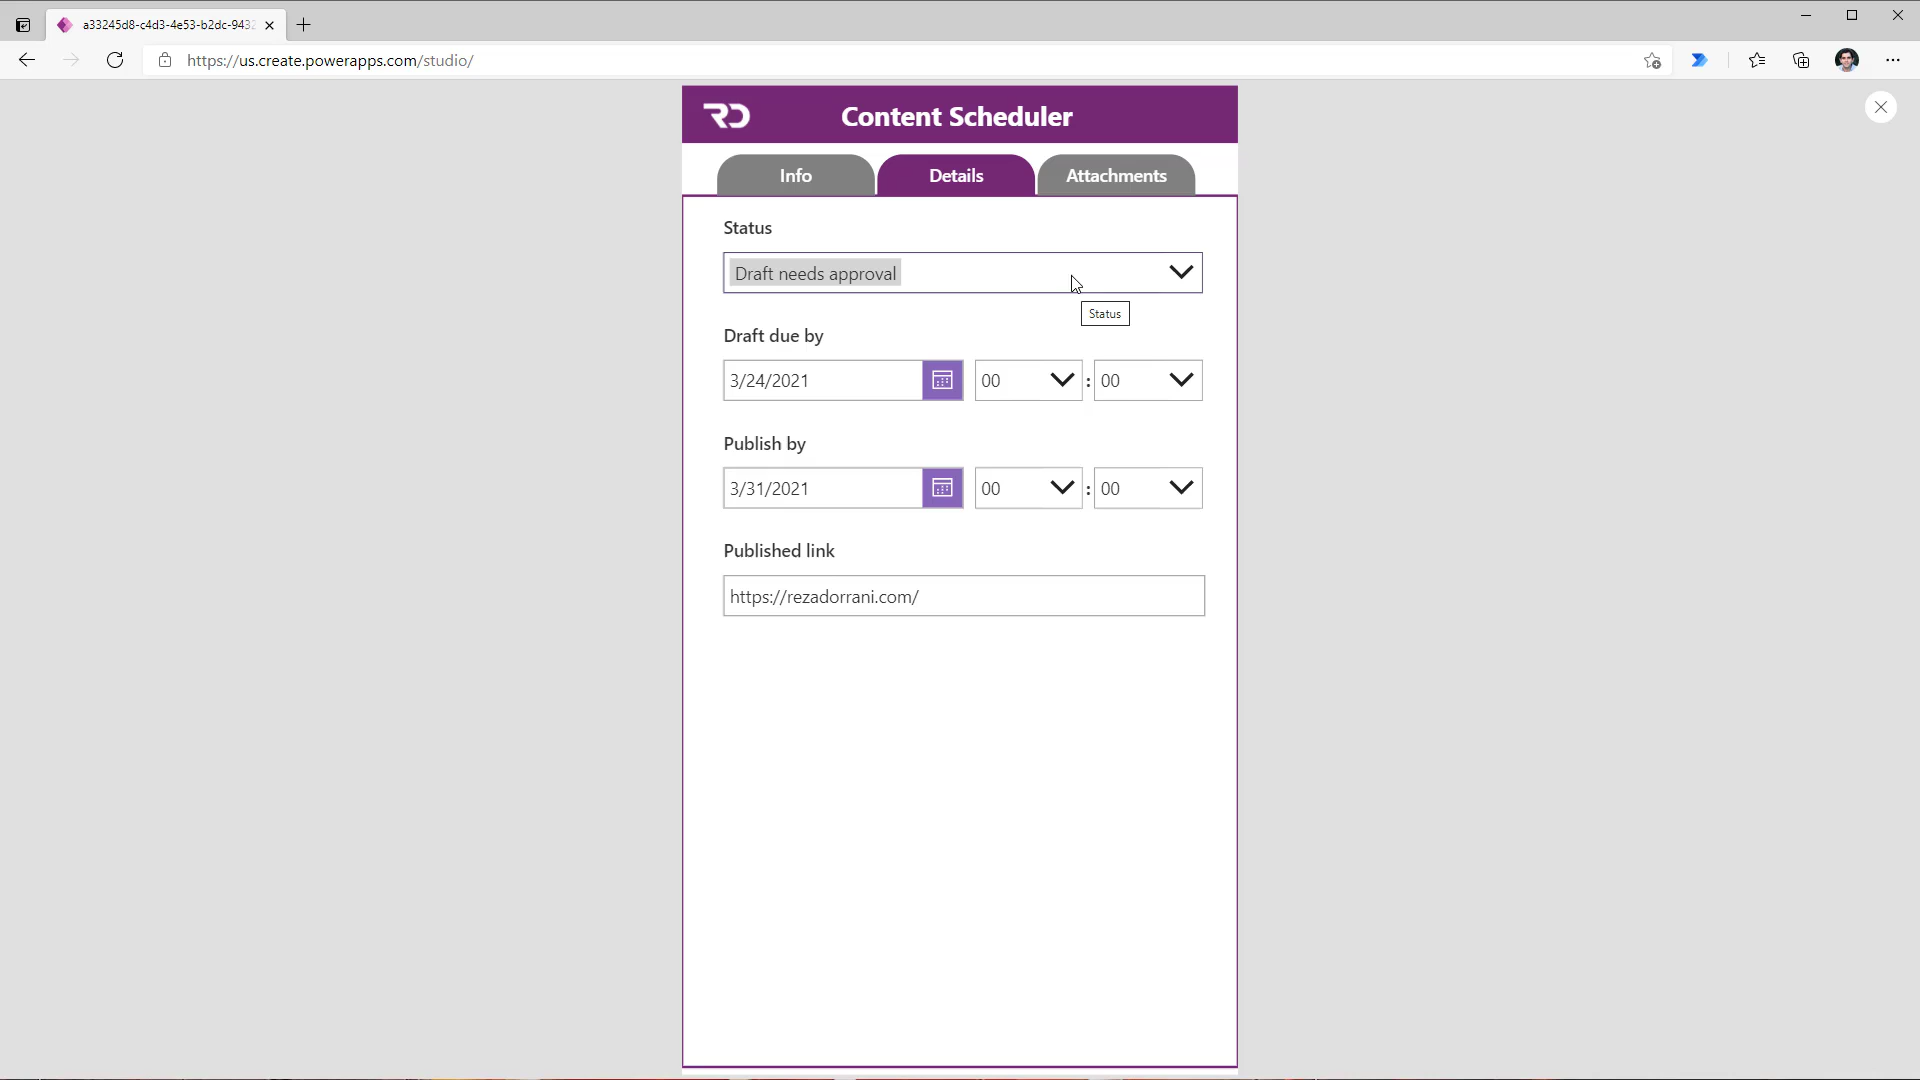 a33245d8-c4d3-4e53-b2dc-9432
https://us.create.powerapps.com/studio/
RD
Content Scheduler
Info
Details
Attachments
Status
Draft needs approval
Status
Draft due by
3/24/2021
00
:
00
Publish by
3/31/2021
00
:
00
Published link
https://rezadorrani.com/